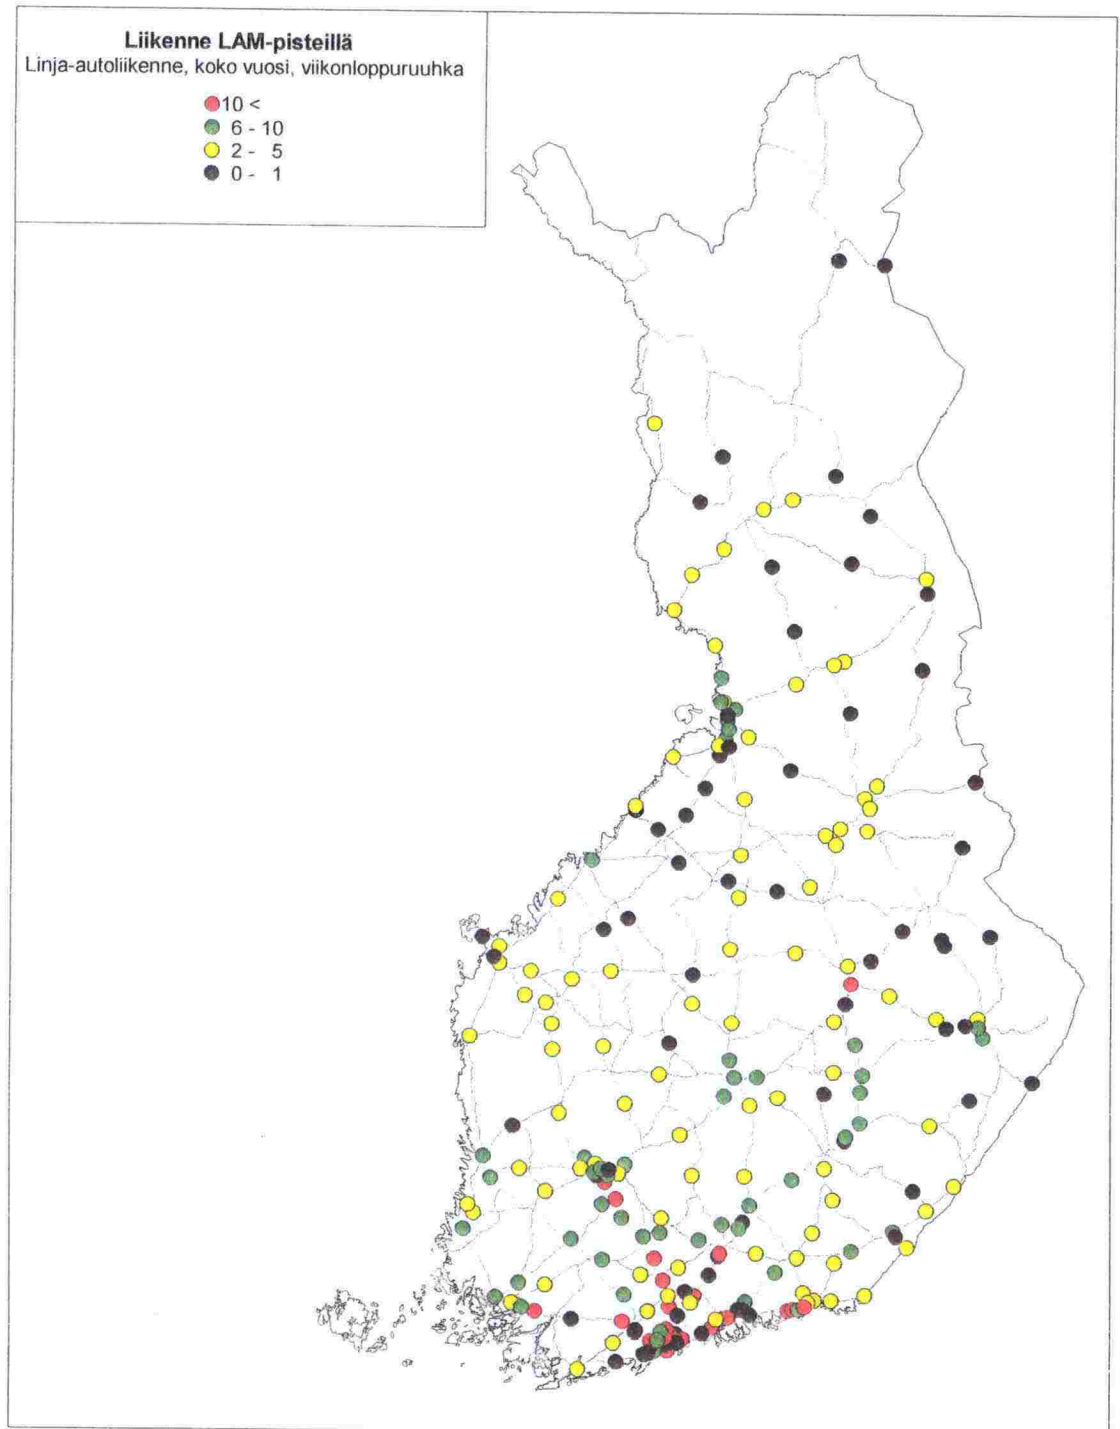 Liikenne LAM-pisteillä
Linja-autoliikenne, koko vuosi, viikonloppuruuhka
10 <
6 - 10
2 - 5
0 - 1